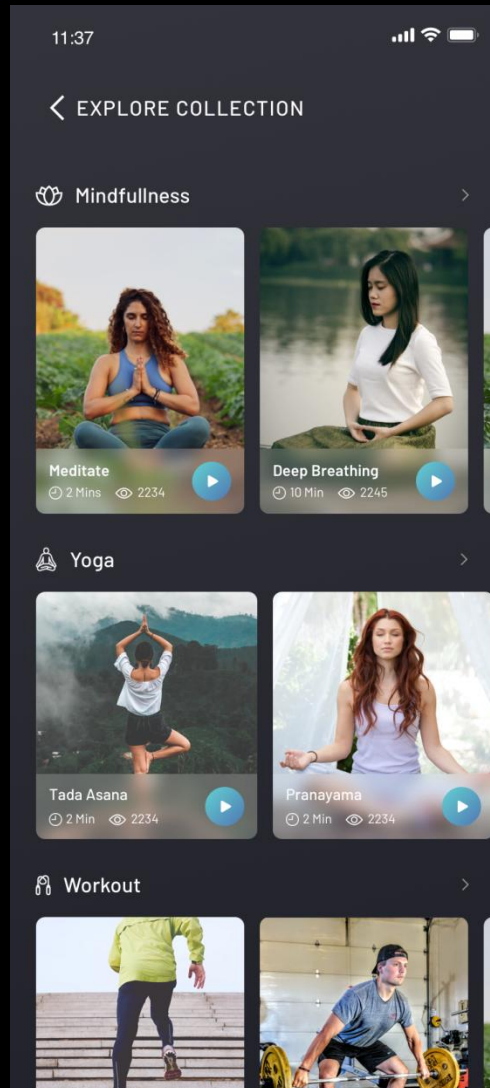 11:37
EXPLORE COLLECTION
Mindfullness
Meditate
2 Mins 2234
Deep Breathing
10 Min 2245
Yoga
Tada Asana
2 Min 2234
Pranayama
2 Min 2234
Workout